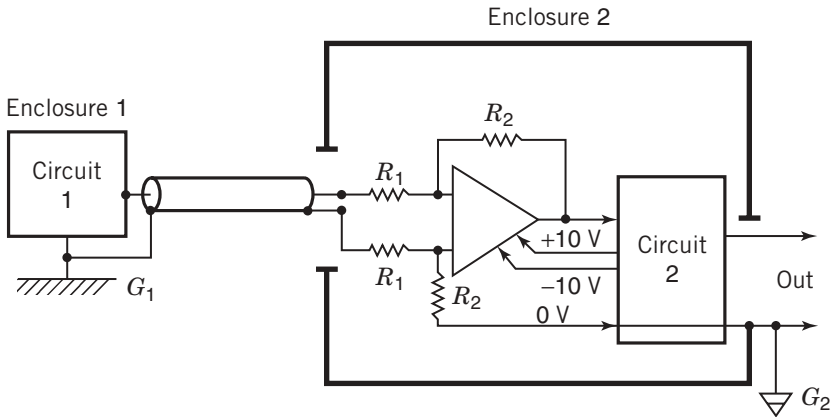 Enclosure 2
Enclosure 1
Circuit
1
G1
R1
R1
R2
R2
+10 V
−10 V
0 V
Circuit
2
Out
G2